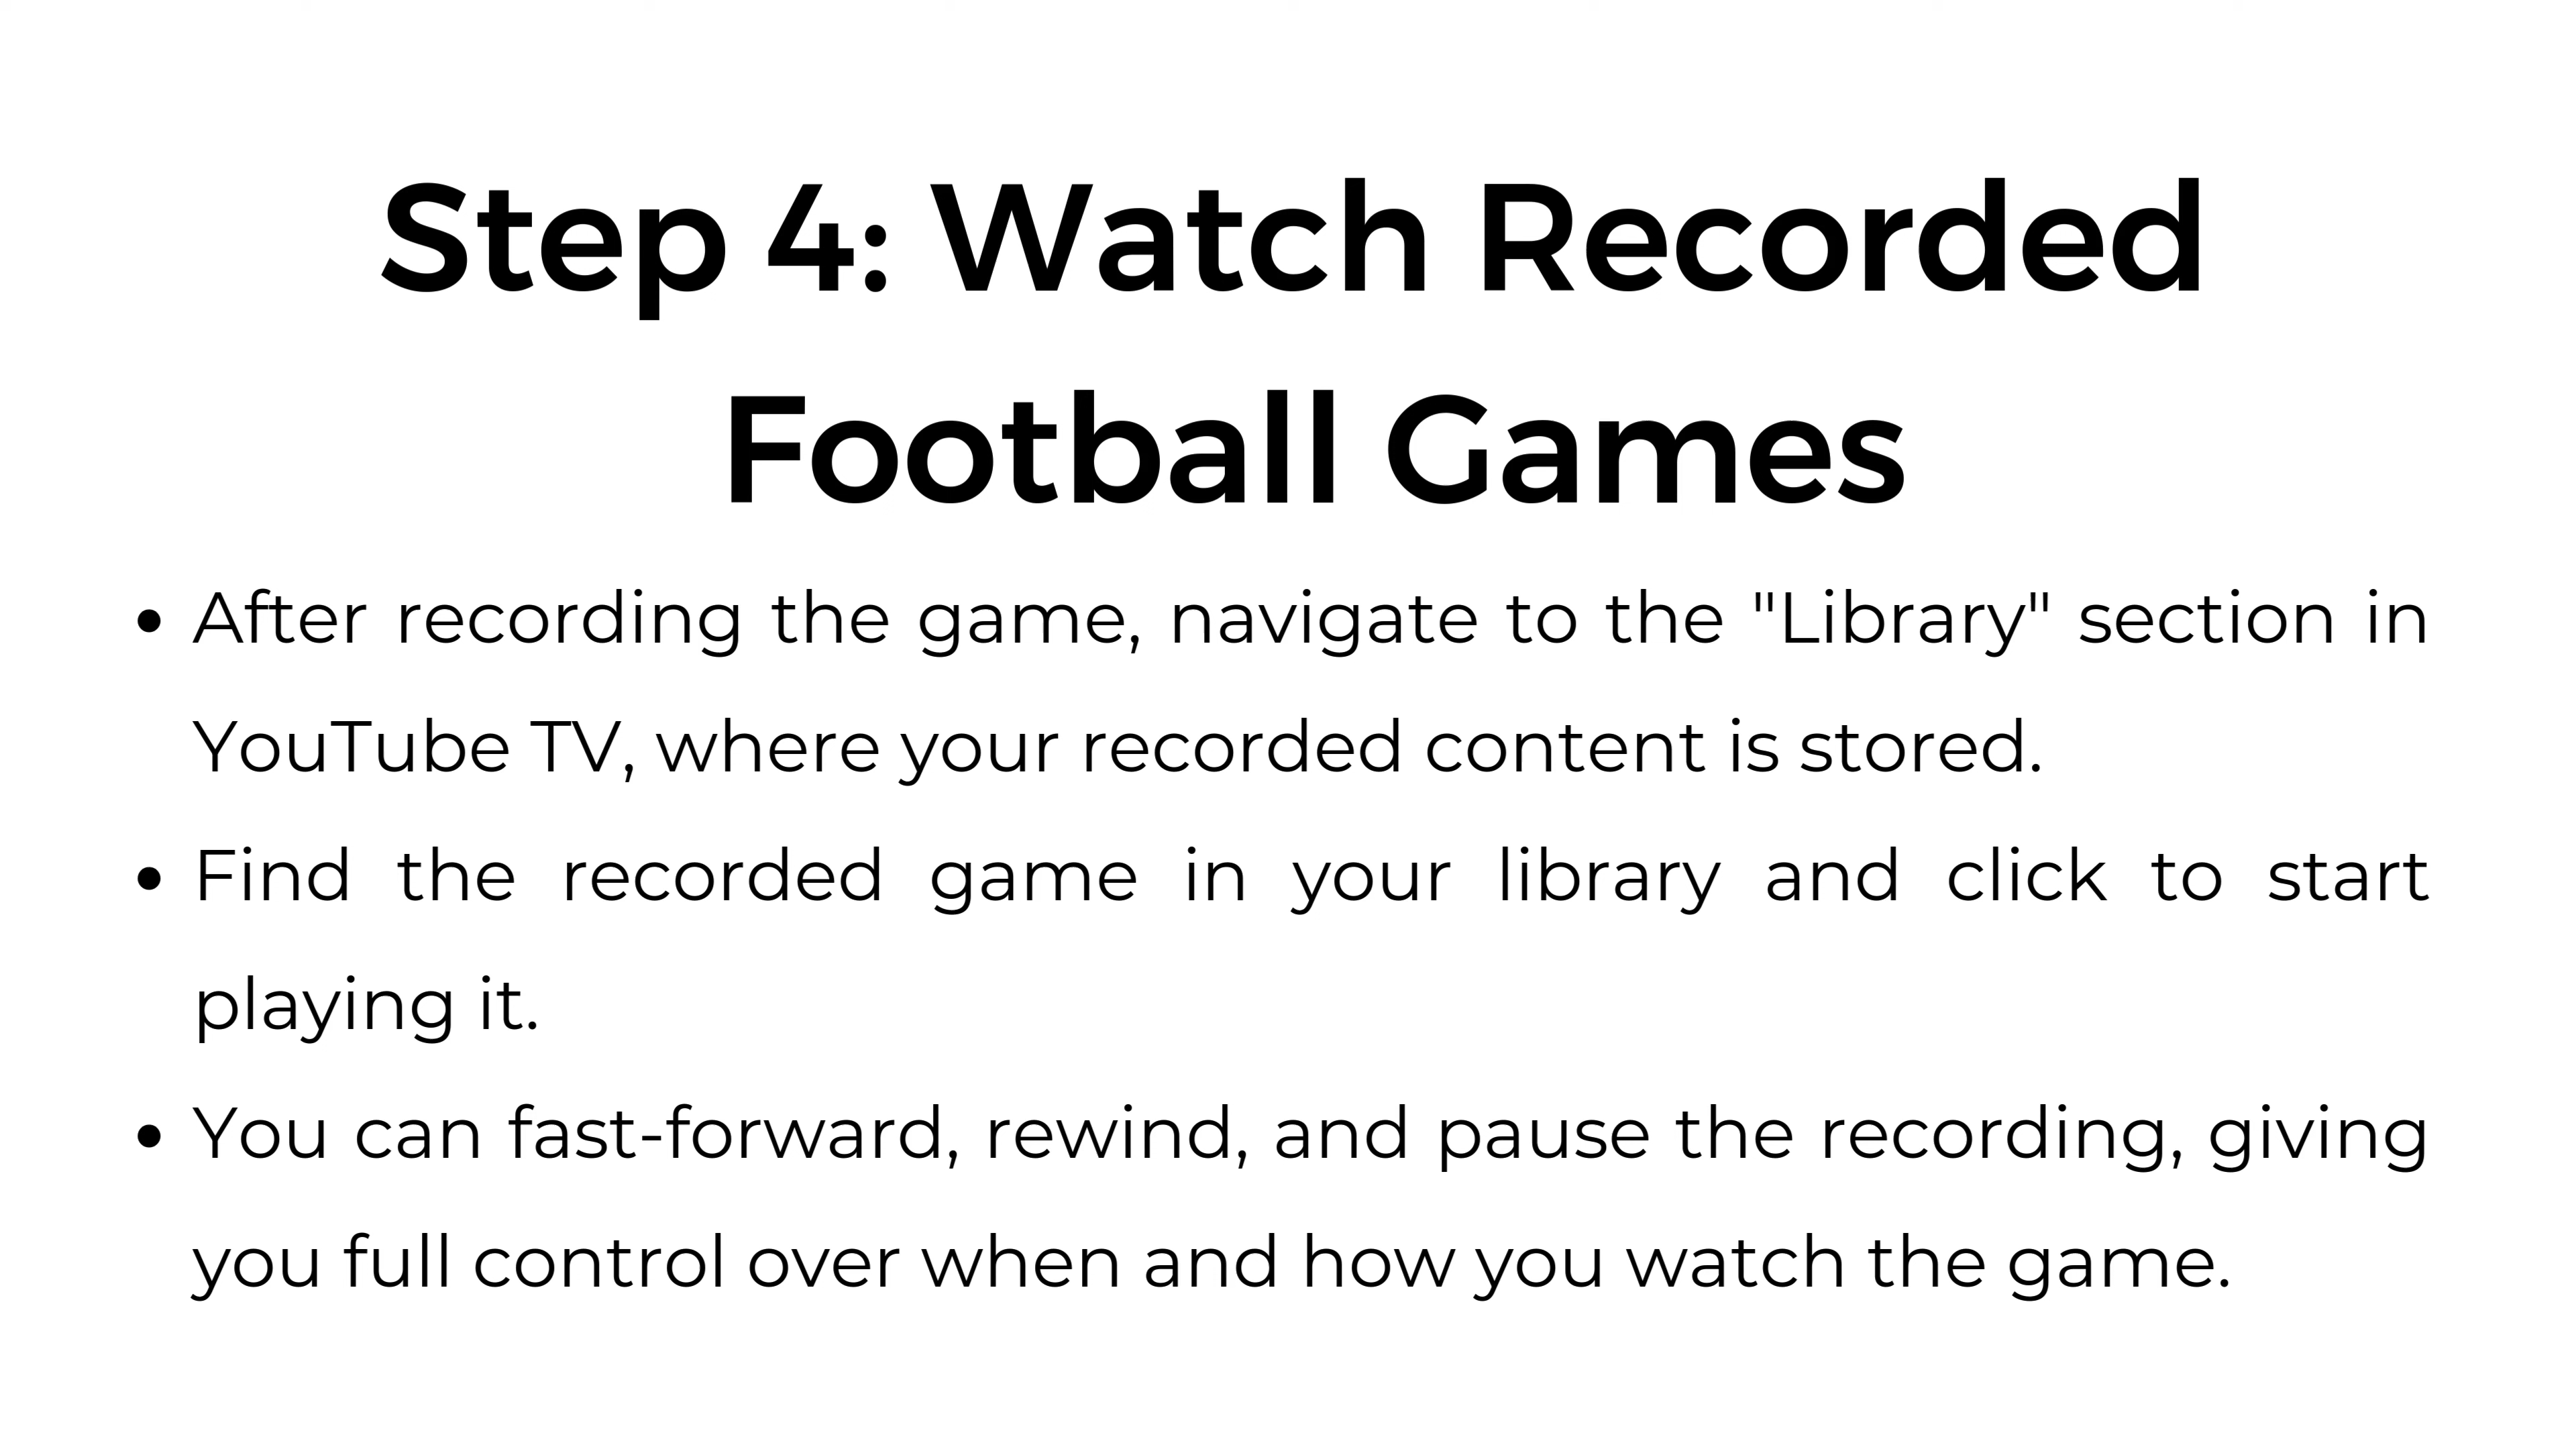 Step 4: Watch Recorded
Football Games
• After recording the game, navigate to the "Library" section in
YouTube TV, where your recorded content is stored.
• Find the recorded game in your library and click to start
playing it.
• You can fast-forward, rewind, and pause the recording, giving
you full control over when and how you watch the game.